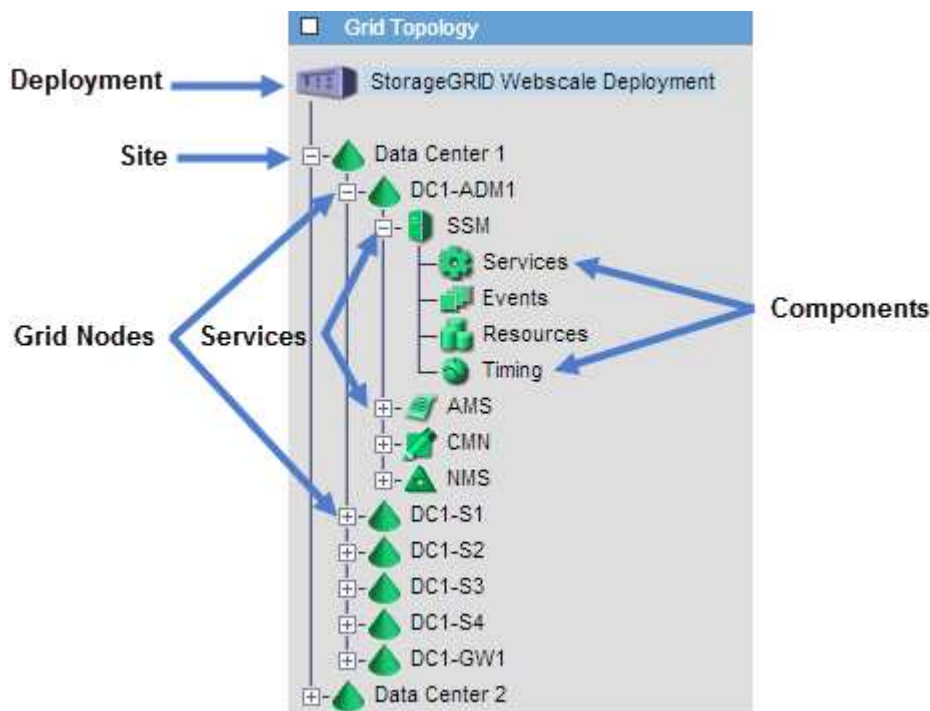 Grid Topology
Deployment
StorageGRID Webscale Deployment
Site
Data Center 1
DC1-ADM1
SSM
Services
Events
Components
Grid Nodes
Services
Resources
Timing
AMS
CMN
NMS
DC1-S1
DC1-S2
DC1-S3
DC1-S4
DC1-GW1
Data Center 2